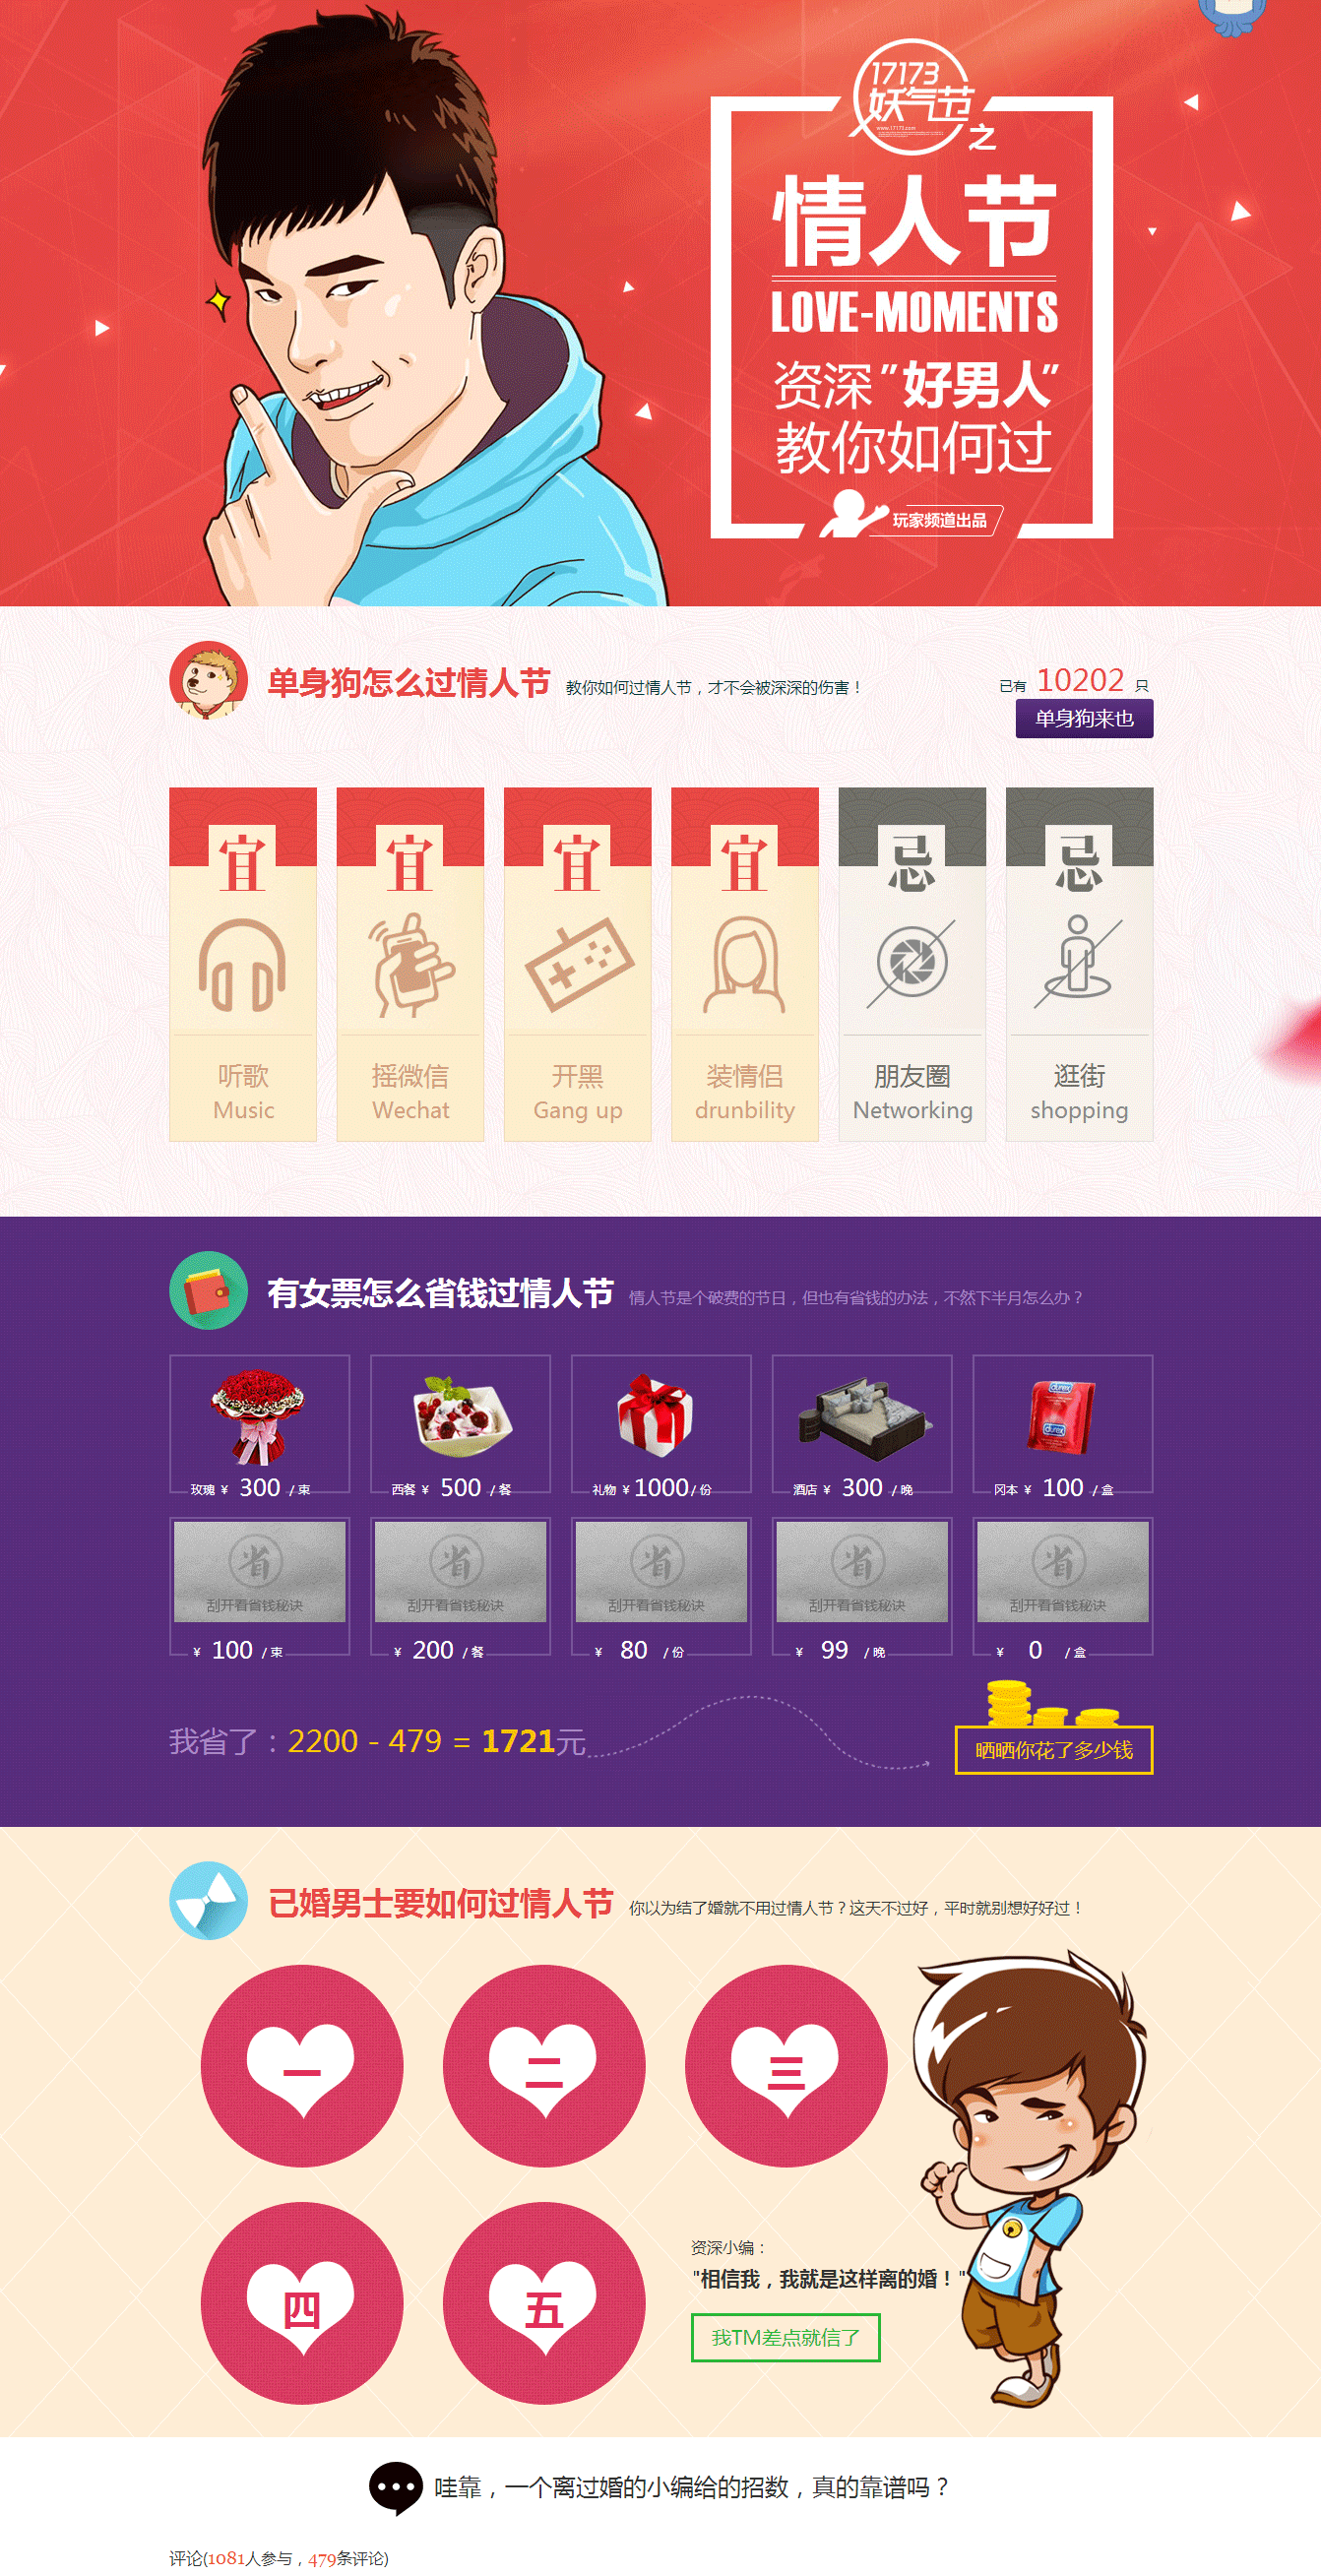 17173
妖气节
www.17173.com
之
情人节
LOVE-MOMENTS
资深"好男人"
教你如何过
玩家频道出品
单身狗怎么过情人节 教你如何过情人节，才不会被深深的伤害！
已有 10202 只
单身狗来也
宜 宜 宜 宜 忌 忌
听歌 摇微信 开黑 装情侣 朋友圈 逛街
Music Wechat Gang up drunbility Networking shopping
有女票怎么省钱过情人节 情人节是个破费的节日，但也有省钱的办法，不然下半月怎么办？
durex
durex
玫瑰 ¥ 300 / 束 西餐 ¥ 500 / 餐 礼物 ¥ 1000 / 份 酒店 ¥ 300 / 晚 冈本 ¥ 100 / 盒
省 省 省 省 省
刮开看省钱秘诀 刮开看省钱秘诀 刮开看省钱秘诀 刮开看省钱秘诀 刮开看省钱秘诀
¥ 100 / 束 ¥ 200 / 餐 ¥ 80 / 份 ¥ 99 / 晚 ¥ 0 / 盒
我省了：2200 - 479 = 1721元
晒晒你花了多少钱
已婚男士要如何过情人节 你以为结了婚就不用过情人节？这天不过好，平时就别想好好过！
一 二 三
四 五
资深小编：
"相信我，我就是这样离的婚！"
我TM差点就信了
哇靠，一个离过婚的小编给的招数，真的靠谱吗？
评论(1081人参与，479条评论)